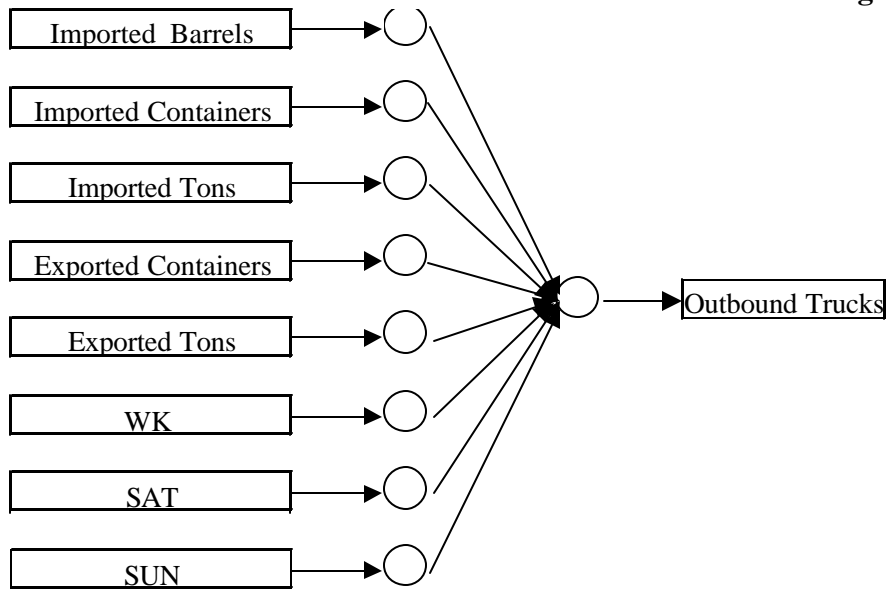 Imported Barrels
Imported Containers
Imported Tons
Exported Containers
Exported Tons
WK
SAT
SUN
Outbound Trucks